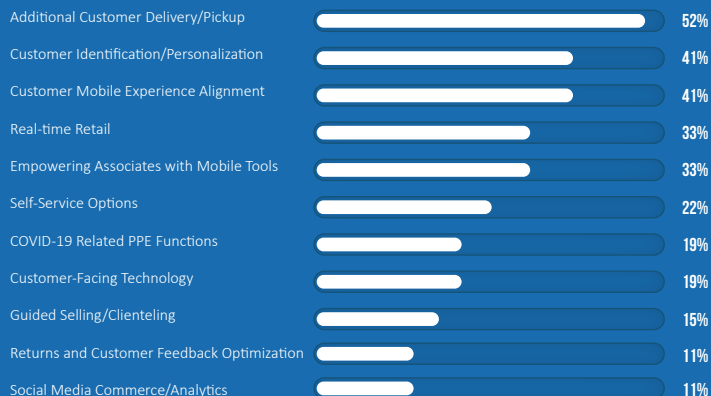 Additional Customer Delivery/Pickup 52%
Customer Identification/Personalization 41%
Customer Mobile Experience Alignment 41%
Real-time Retail 33%
Empowering Associates with Mobile Tools 33%
Self-Service Options 22%
COVID-19 Related PPE Functions 19%
Customer-Facing Technology 19%
Guided Selling/Clienteling 15%
Returns and Customer Feedback Optimization 11%
Social Media Commerce/Analytics 11%